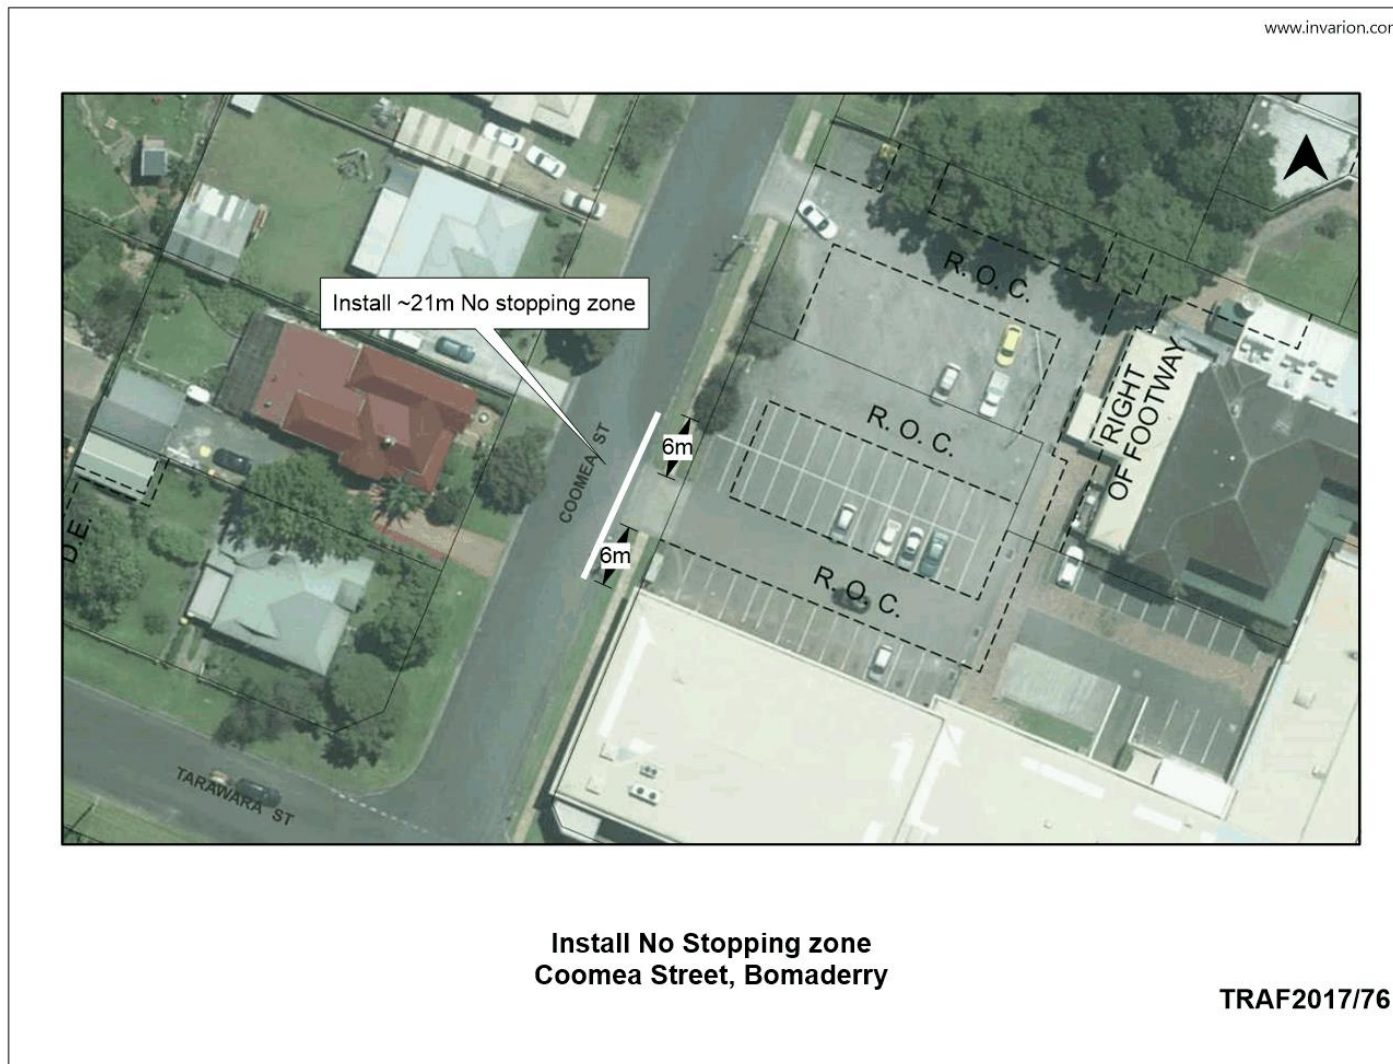 www.invarion.com
Install ~21m No stopping zone
R. O. C.
RIGHT
OF FOOTWAY
R. O. C.
COOMEA ST
6m
6m
D.E.
R. O. C.
TARAWARA ST
Install No Stopping zone
Coomea Street, Bomaderry
TRAF2017/76